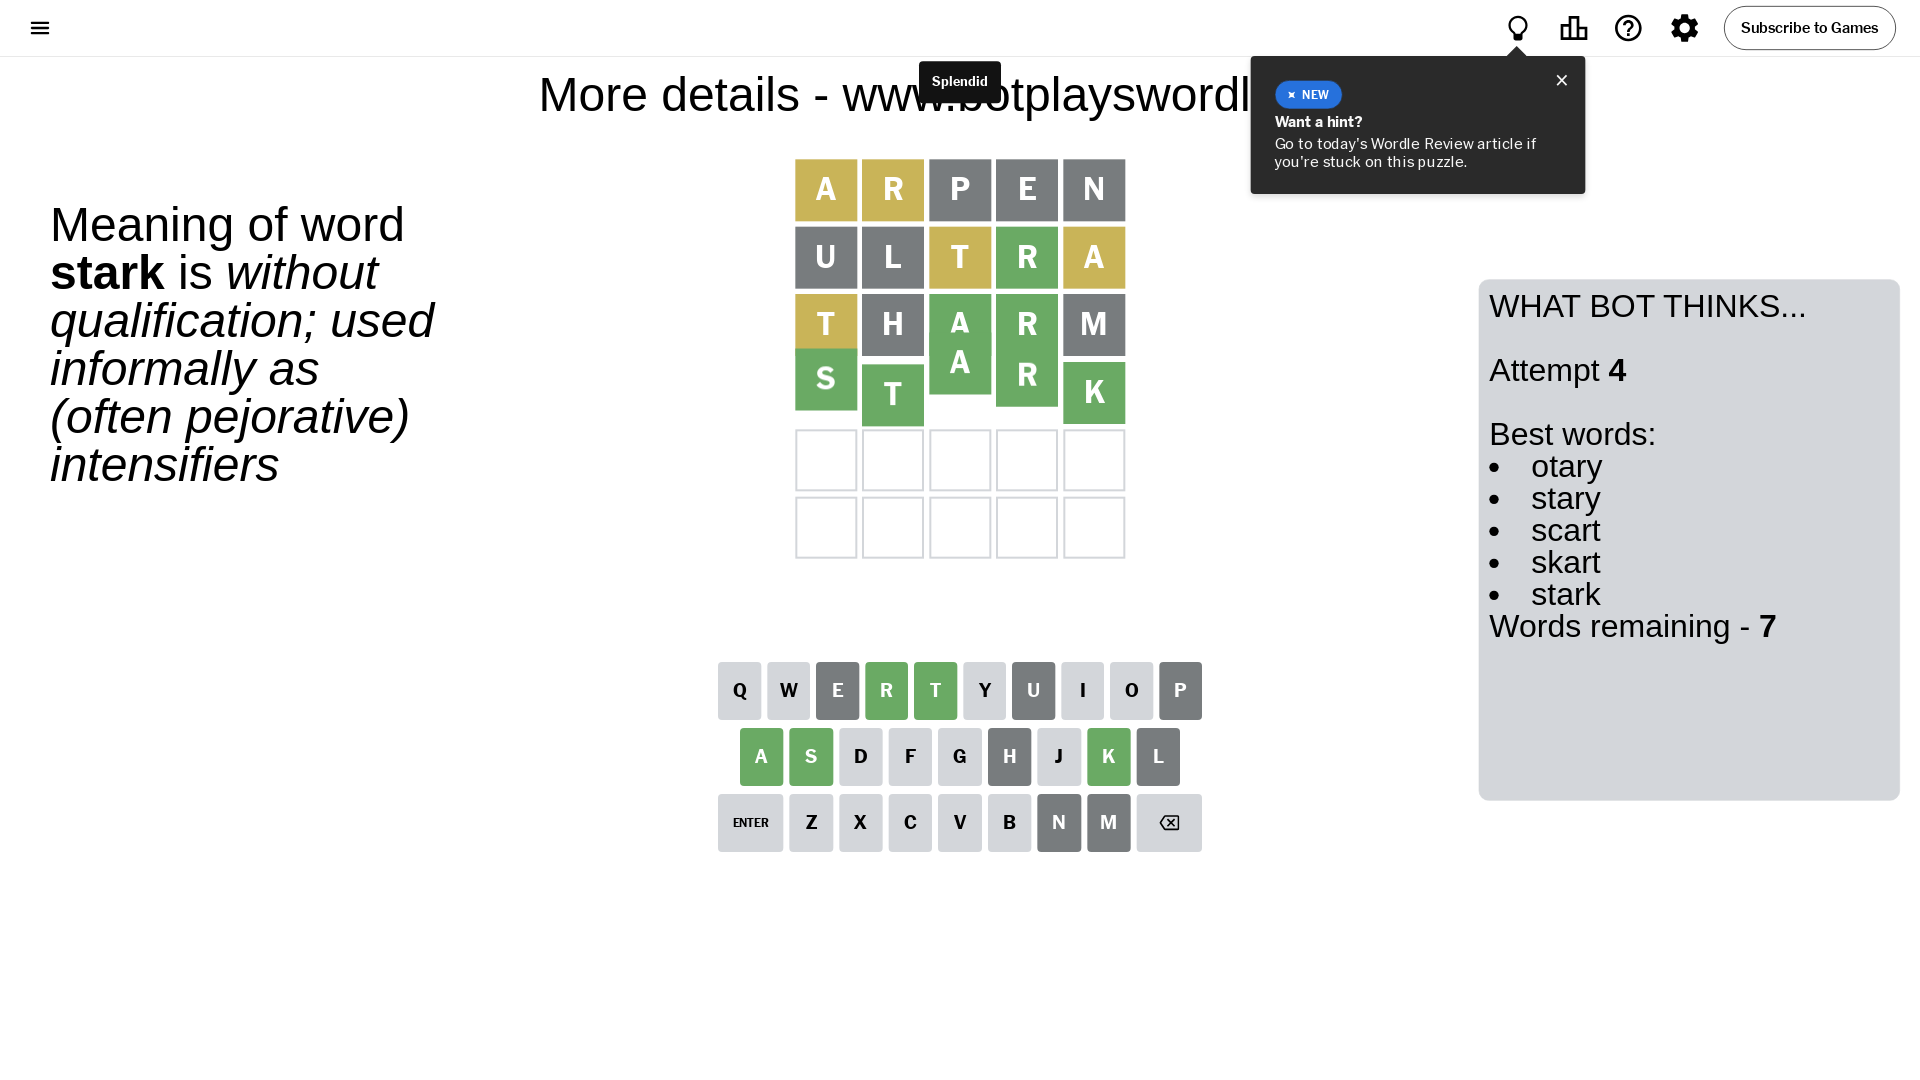 Subscribe to Games
Splendid
More details - www.botplayswordl
NEW
Want a hint?
Go to today's Wordle Review article if
you're stuck on this puzzle.
Meaning of word
stark is without
qualification; used
informally as
(often pejorative)
intensifiers
A R P E N
U L T R A
T H A R M
S T A R K
WHAT BOT THINKS...
Attempt 4
Best words:
• otary
• stary
• scart
• skart
• stark
Words remaining - 7
Q W E R T Y U I O P
A S D F G H J K L
ENTER Z X C V B N M